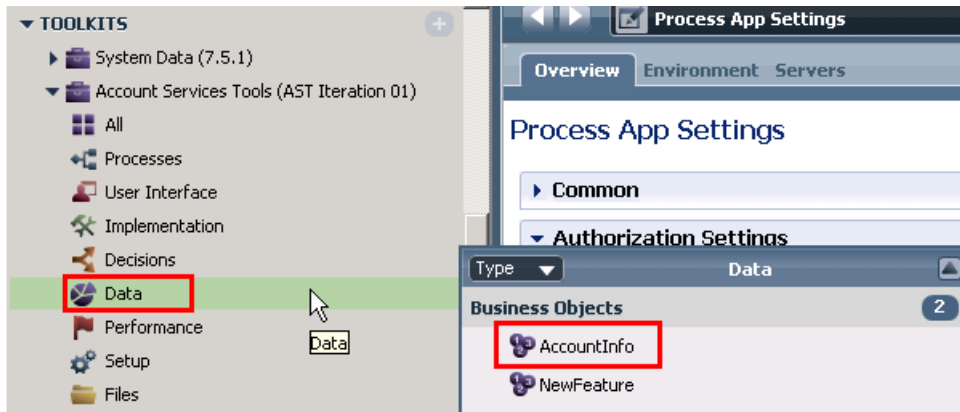 TOOLKITS
System Data (7.5.1)
Account Services Tools (AST Iteration 01)
All
Processes
User Interface
Implementation
Decisions
Data
Performance
Data
Setup
Files
Process App Settings
Overview Environment Servers
Process App Settings
Common
Authorization Settings
Type Data
Business Objects 2
AccountInfo
NewFeature